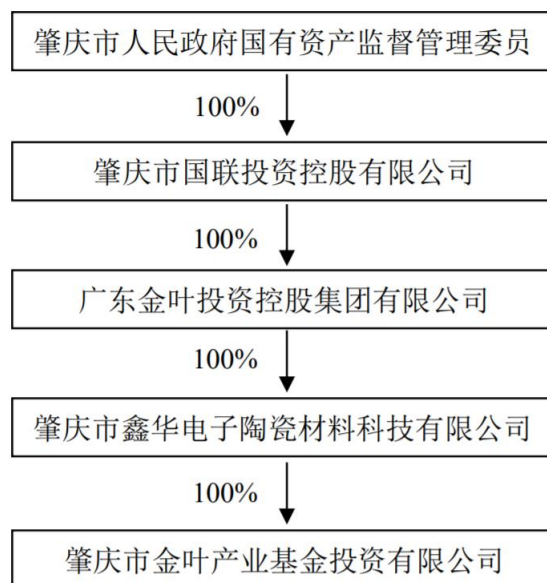 肇庆市人民政府国有资产监督管理委员
100%
肇庆市国联投资控股有限公司
100%
广东金叶投资控股集团有限公司
100%
肇庆市鑫华电子陶瓷材料科技有限公司
100%
肇庆市金叶产业基金投资有限公司